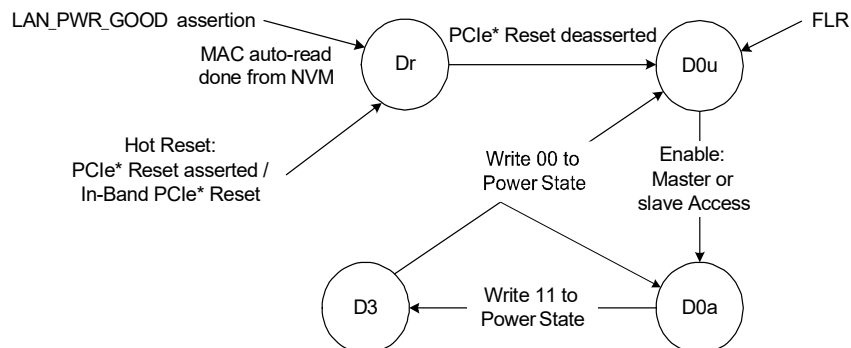 LAN_PWR_GOOD assertion
MAC auto-read
done from NVM
Dr
PCIe* Reset deasserted
D0u
FLR
Hot Reset:
PCIe* Reset asserted /
In-Band PCIe* Reset
Write 00 to
Power State
Enable:
Master or
slave Access
D3
Write 11 to
Power State
D0a